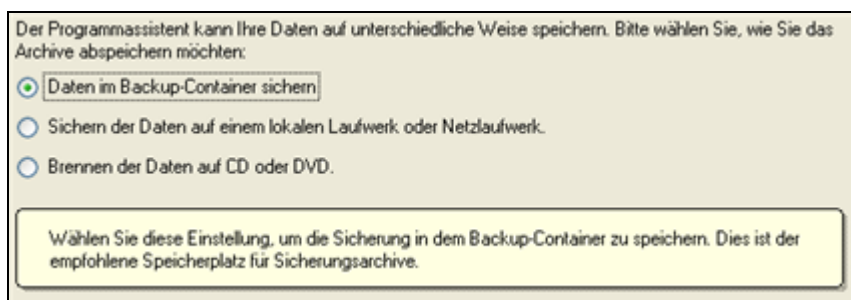 Der Programmassistent kann Ihre Daten auf unterschiedliche Weise speichern. Bitte wählen Sie, wie Sie das
Archive abspeichern möchten:
Daten im Backup-Container sichern
Sichern der Daten auf einem lokalen Laufwerk oder Netzlaufwerk.
Brennen der Daten auf CD oder DVD.
Wählen Sie diese Einstellung, um die Sicherung in dem Backup-Container zu speichern. Dies ist der
empfohlene Speicherplatz für Sicherungsarchive.